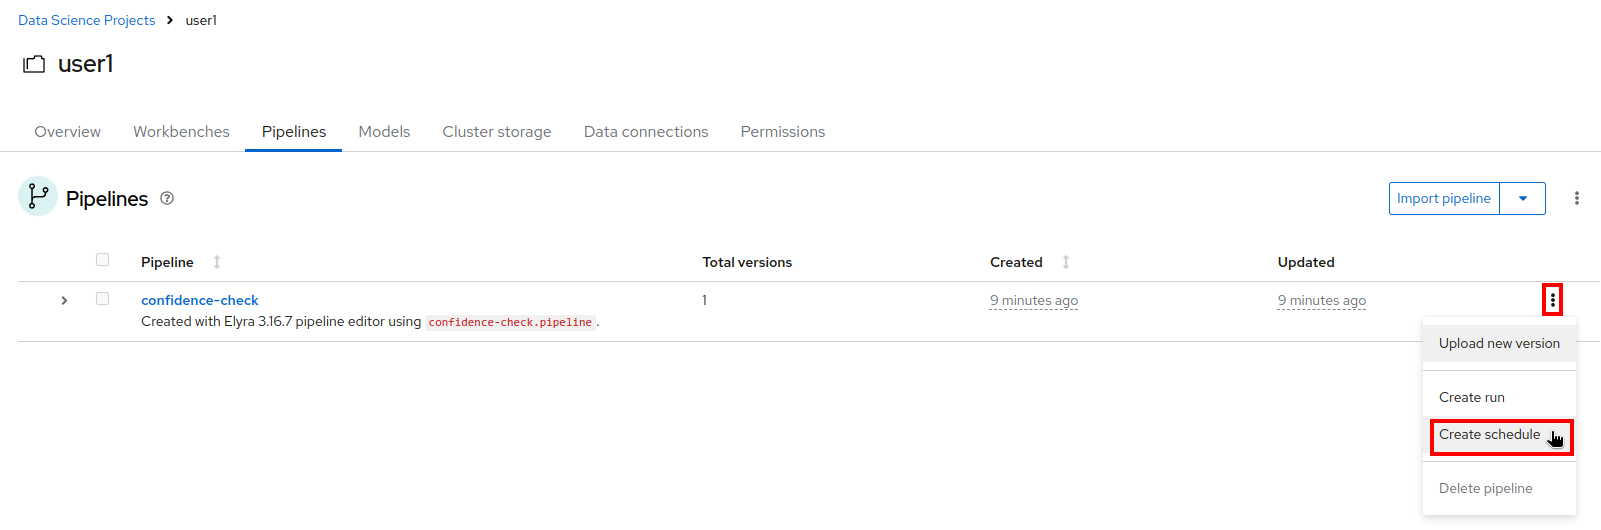 Data Science Projects > user1
user1
Overview Workbenches Pipelines Models Cluster storage Data connections Permissions
Pipelines
Import pipeline
Pipeline Total versions Created Updated
confidence-check 1 9 minutes ago 9 minutes ago
Created with Elyra 3.16.7 pipeline editor using confidence-check.pipeline.
Upload new version
Create run
Create schedule
Delete pipeline